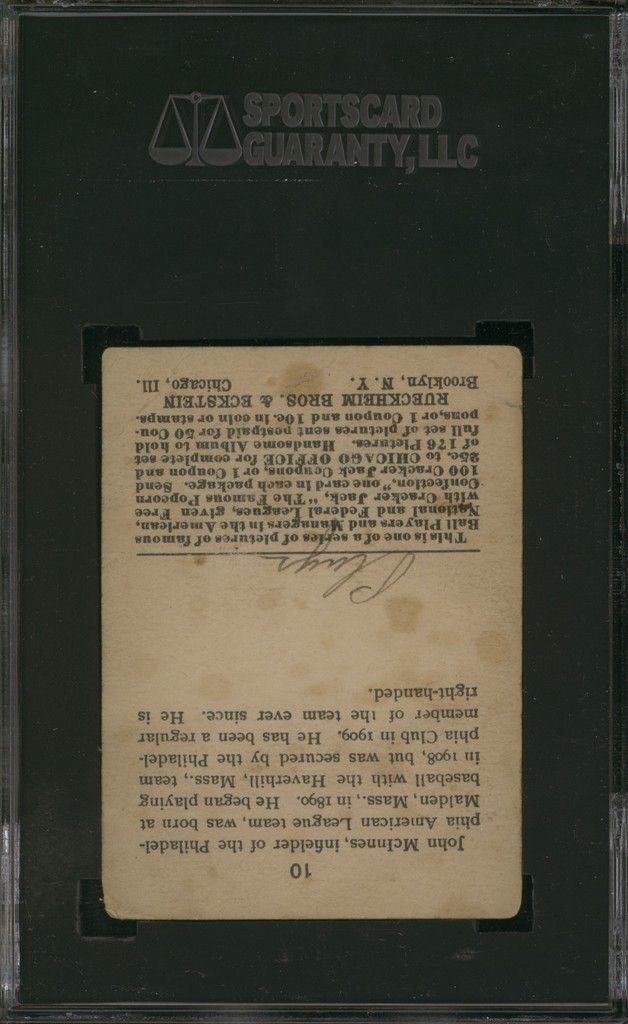 SPORTSCARD
GUARANTY, LLC
10
John McInnes, infielder of the Philadel-
phia American League team, was born at
Malden, Mass., in 1890. He began playing
baseball with the Haverhill, Mass., team
in 1908, but was secured by the Philadel-
phia Club in 1909. He has been a regular
member of the team ever since. He is
right-handed.
This is one of a series of pictures of famous
Ball Players and Managers in the American,
National and Federal Leagues, given Free
with Cracker Jack, "The Famous Popcorn
Confection," one card in each package. Send
100 Cracker Jack Coupons, or 1 Coupon and
25c. to CHICAGO OFFICE for complete set
of 176 Pictures. Handsome Album to hold
full set of pictures sent postpaid for 50 Cou-
pons, or 1 Coupon and 10c. in coin or stamps.
RUECKHEIM BROS. & ECKSTEIN
Brooklyn, N. Y. Chicago, Ill.